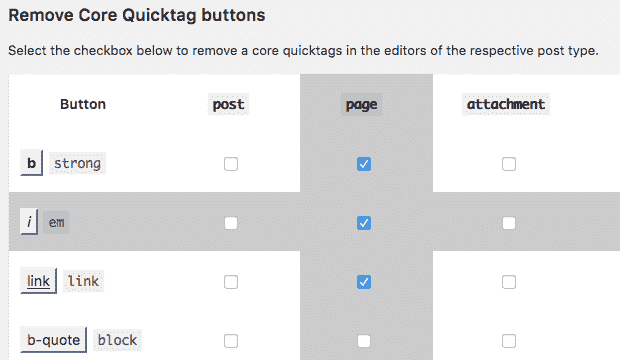 Remove Core Quicktag buttons
Select the checkbox below to remove a core quicktags in the editors of the respective post type.
Button post page attachment
b strong
i em
link link
b-quote block